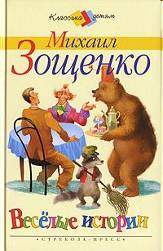 Классика детям
Михаил
Зощенко
Весёлые истории
•СТРЕКОЗА-ПРЕСС•